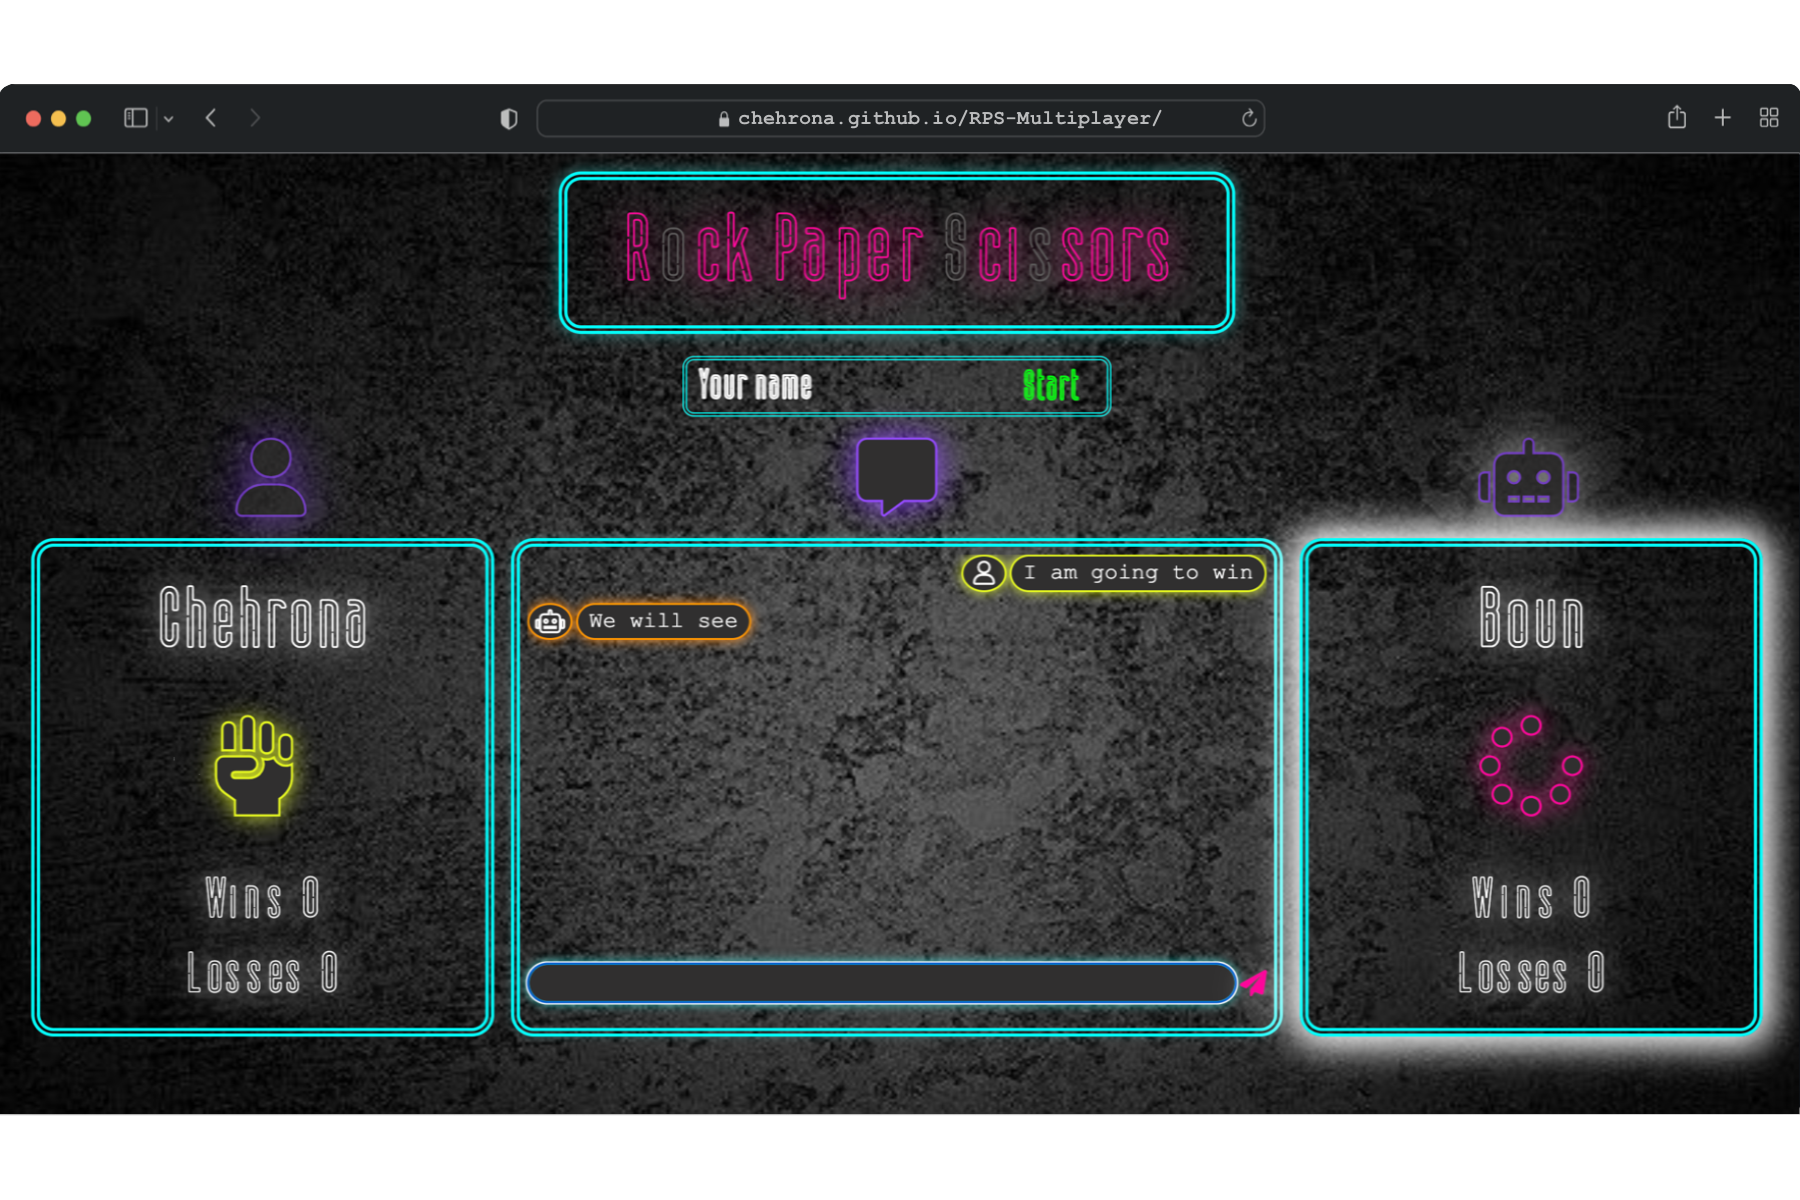 chehrona.github.io/RPS-Multiplayer/
Rock Paper Scissors
Your name Start
Chehrona
Wins 0
Losses 0
I am going to win
We will see
Boun
Wins 0
Losses 0